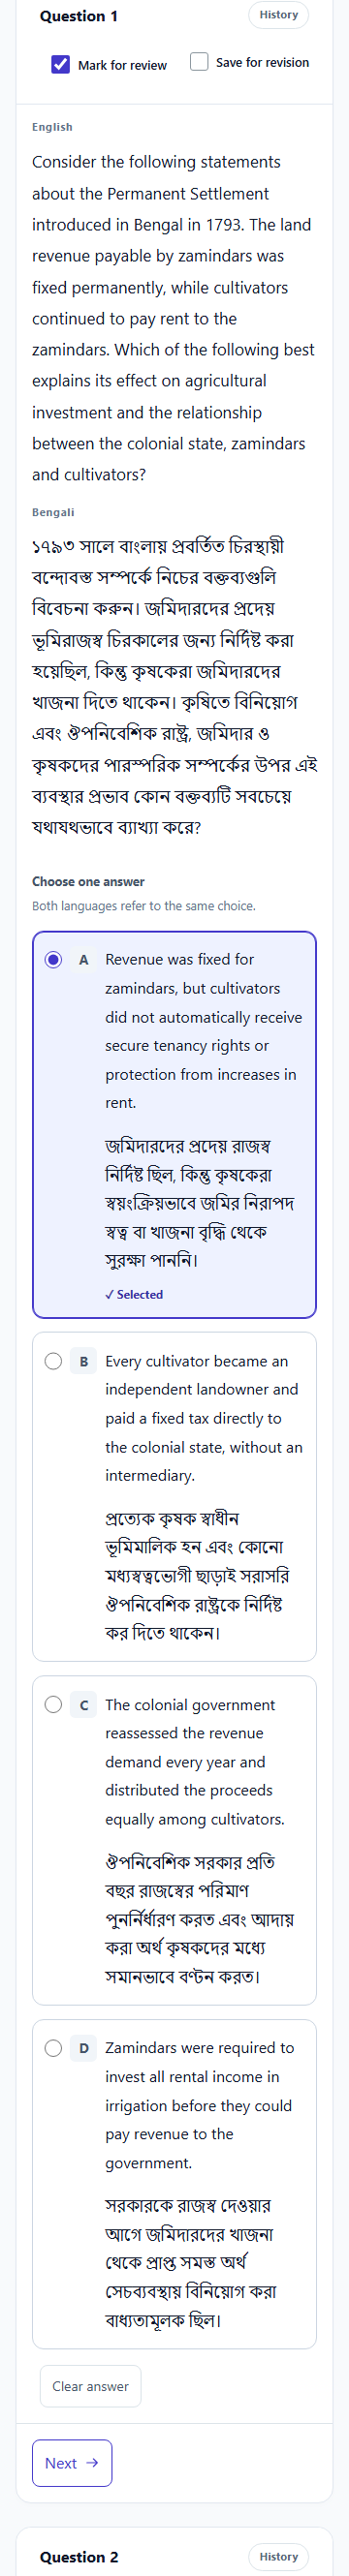 Question 1
History
Mark for review
Save for revision
English
Consider the following statements
about the Permanent Settlement
introduced in Bengal in 1793. The land
revenue payable by zamindars was
fixed permanently, while cultivators
continued to pay rent to the
zamindars. Which of the following best
explains its effect on agricultural
investment and the relationship
between the colonial state, zamindars
and cultivators?
Bengali
১৭৯৩ সালে বাংলায় প্রবর্তিত চিরস্থায়ী
বন্দোবস্ত সম্পর্কে নিচের বক্তব্যগুলি
বিবেচনা করুন। জমিদারদের প্রদেয়
ভূমিরাজস্ব চিরকালের জন্য নির্দিষ্ট করা
হয়েছিল, কিন্তু কৃষকেরা জমিদারদের
খাজনা দিতে থাকেন। কৃষিতে বিনিয়োগ
এবং ঔপনিবেশিক রাষ্ট্র, জমিদার ও
কৃষকদের পারস্পরিক সম্পর্কের উপর এই
ব্যবস্থার প্রভাব কোন বক্তব্যটি সবচেয়ে
যথাযথভাবে ব্যাখ্যা করে?
Choose one answer
Both languages refer to the same choice.
A
Revenue was fixed for
zamindars, but cultivators
did not automatically receive
secure tenancy rights or
protection from increases in
rent.
জমিদারদের প্রদেয় রাজস্ব
নির্দিষ্ট ছিল, কিন্তু কৃষকেরা
স্বয়ংক্রিয়ভাবে জমির নিরাপদ
স্বত্ব বা খাজনা বৃদ্ধি থেকে
সুরক্ষা পাননি।
✓ Selected
B
Every cultivator became an
independent landowner and
paid a fixed tax directly to
the colonial state, without an
intermediary.
প্রত্যেক কৃষক স্বাধীন
ভূমিমালিক হন এবং কোনো
মধ্যস্বত্বভোগী ছাড়াই সরাসরি
ঔপনিবেশিক রাষ্ট্রকে নির্দিষ্ট
কর দিতে থাকেন।
C
The colonial government
reassessed the revenue
demand every year and
distributed the proceeds
equally among cultivators.
ঔপনিবেশিক সরকার প্রতি
বছর রাজস্বের পরিমাণ
পুনর্নির্ধারণ করত এবং আদায়
করা অর্থ কৃষকদের মধ্যে
সমানভাবে বণ্টন করত।
D
Zamindars were required to
invest all rental income in
irrigation before they could
pay revenue to the
government.
সরকারকে রাজস্ব দেওয়ার
আগে জমিদারদের খাজনা
থেকে প্রাপ্ত সমস্ত অর্থ
সেচব্যবস্থায় বিনিয়োগ করা
বাধ্যতামূলক ছিল।
Clear answer
Next →
Question 2
History